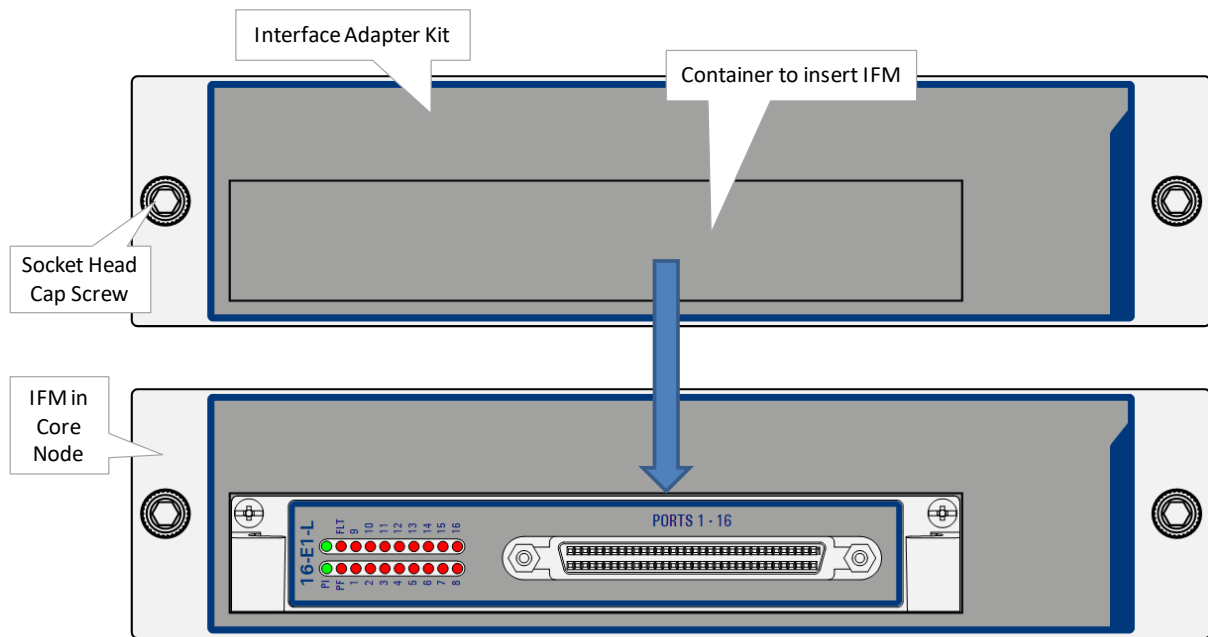 Interface Adapter Kit
Container to insert IFM
Socket Head
Cap Screw
IFM in
Core
Node
16-E1-L
FLT 9 10 11 12 13 14 15 16
PI PF 1 2 3 4 5 6 7 8
PORTS 1 - 16